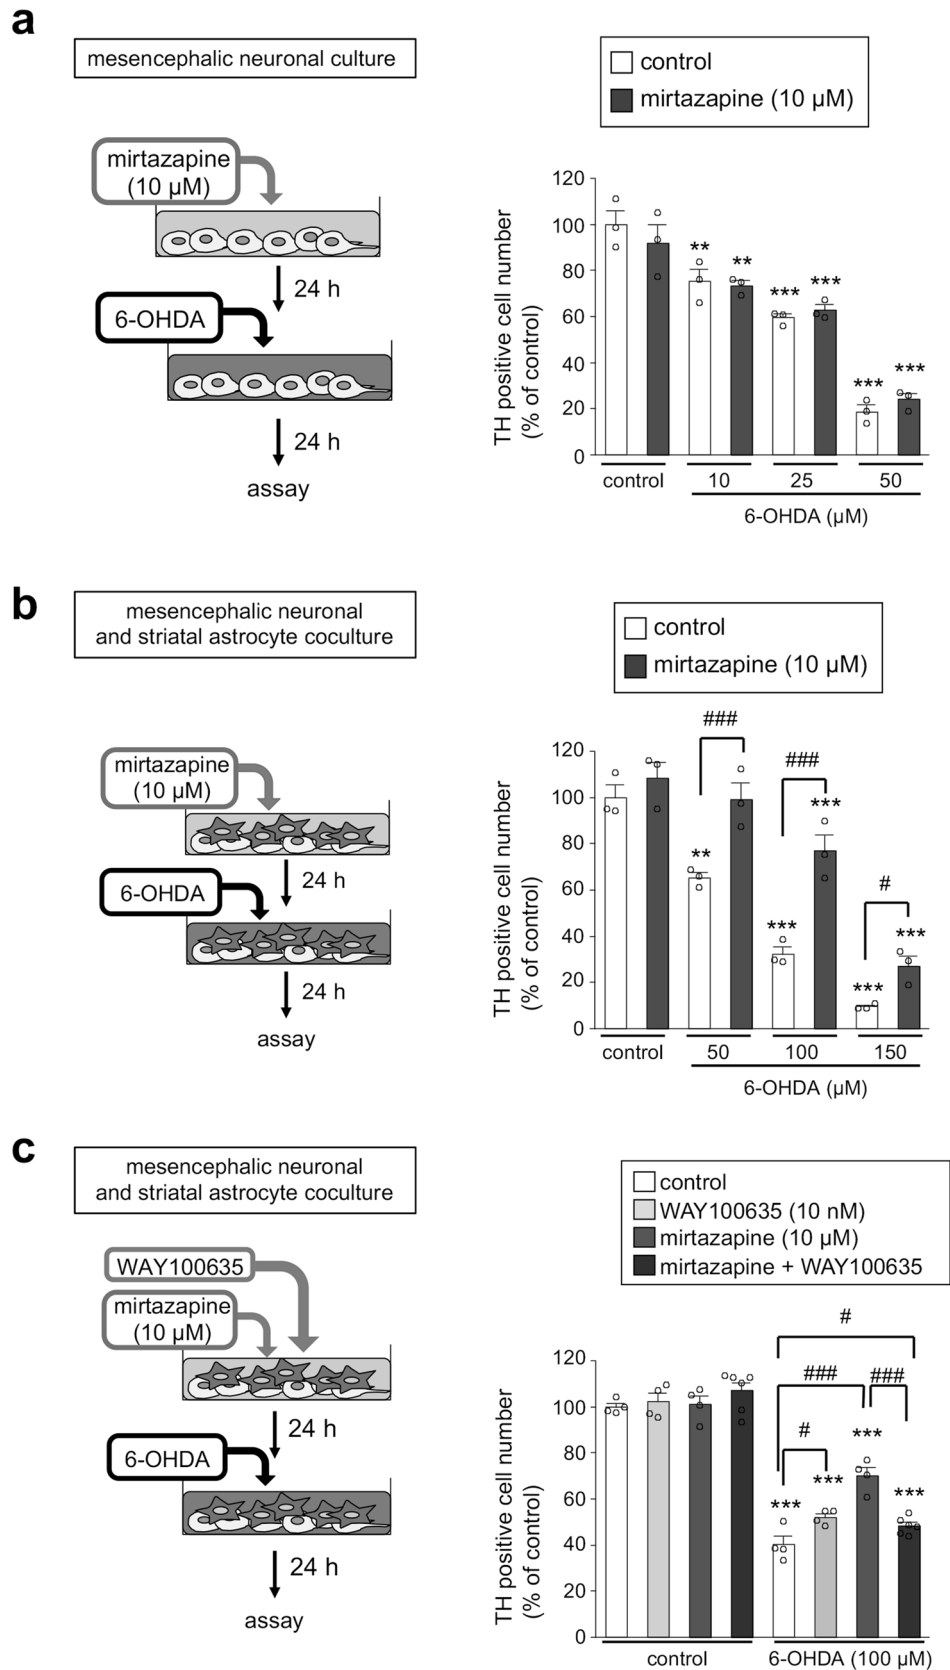 a
mesencephalic neuronal culture
mirtazapine
(10 µM)
24 h
6-OHDA
24 h
assay
control
mirtazapine (10 µM)
TH positive cell number
(% of control)
120
100
80
60
40
20
0
**
**
***
***
***
***
control
10
25
50
6-OHDA (µM)
b
mesencephalic neuronal
and striatal astrocyte coculture
mirtazapine
(10 µM)
24 h
6-OHDA
24 h
assay
control
mirtazapine (10 µM)
TH positive cell number
(% of control)
120
100
80
60
40
20
0
###
###
#
**
***
***
***
***
control
50
100
150
6-OHDA (µM)
c
mesencephalic neuronal
and striatal astrocyte coculture
WAY100635
mirtazapine
(10 µM)
24 h
6-OHDA
24 h
assay
control
WAY100635 (10 nM)
mirtazapine (10 µM)
mirtazapine + WAY100635
TH positive cell number
(% of control)
120
100
80
60
40
20
0
#
###
###
#
***
***
***
***
control
6-OHDA (100 µM)